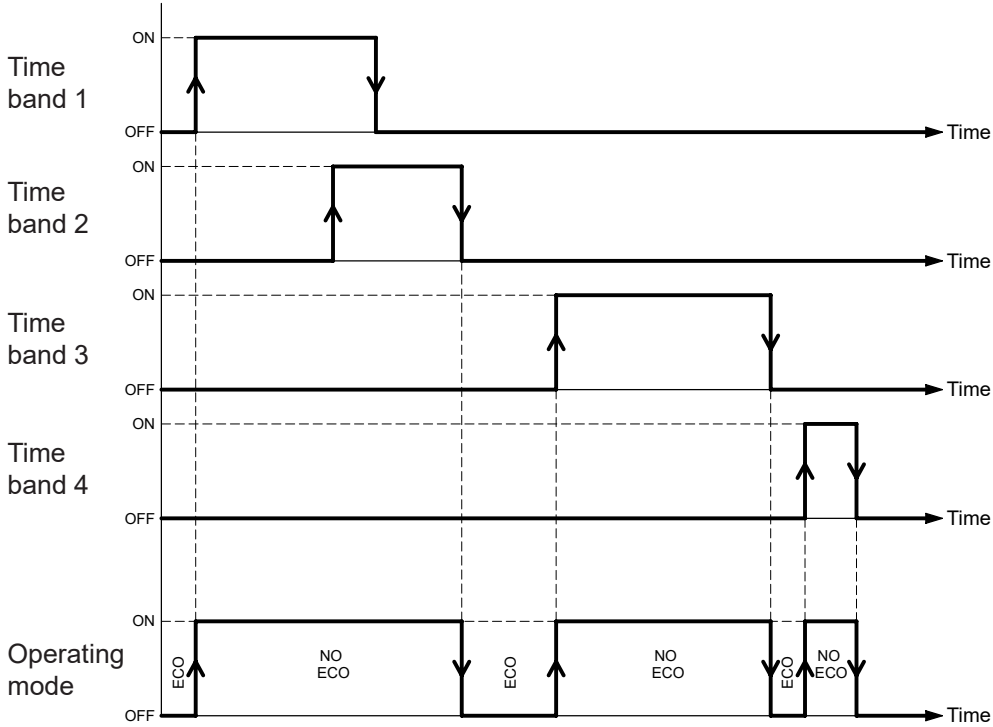 ON
Time
band 1
OFF
Time
ON
Time
band 2
OFF
Time
ON
Time
band 3
OFF
Time
ON
Time
band 4
OFF
Time
ON
Operating
mode
ECO
NO
ECO
ECO
NO
ECO
ECO
NO
ECO
OFF
Time